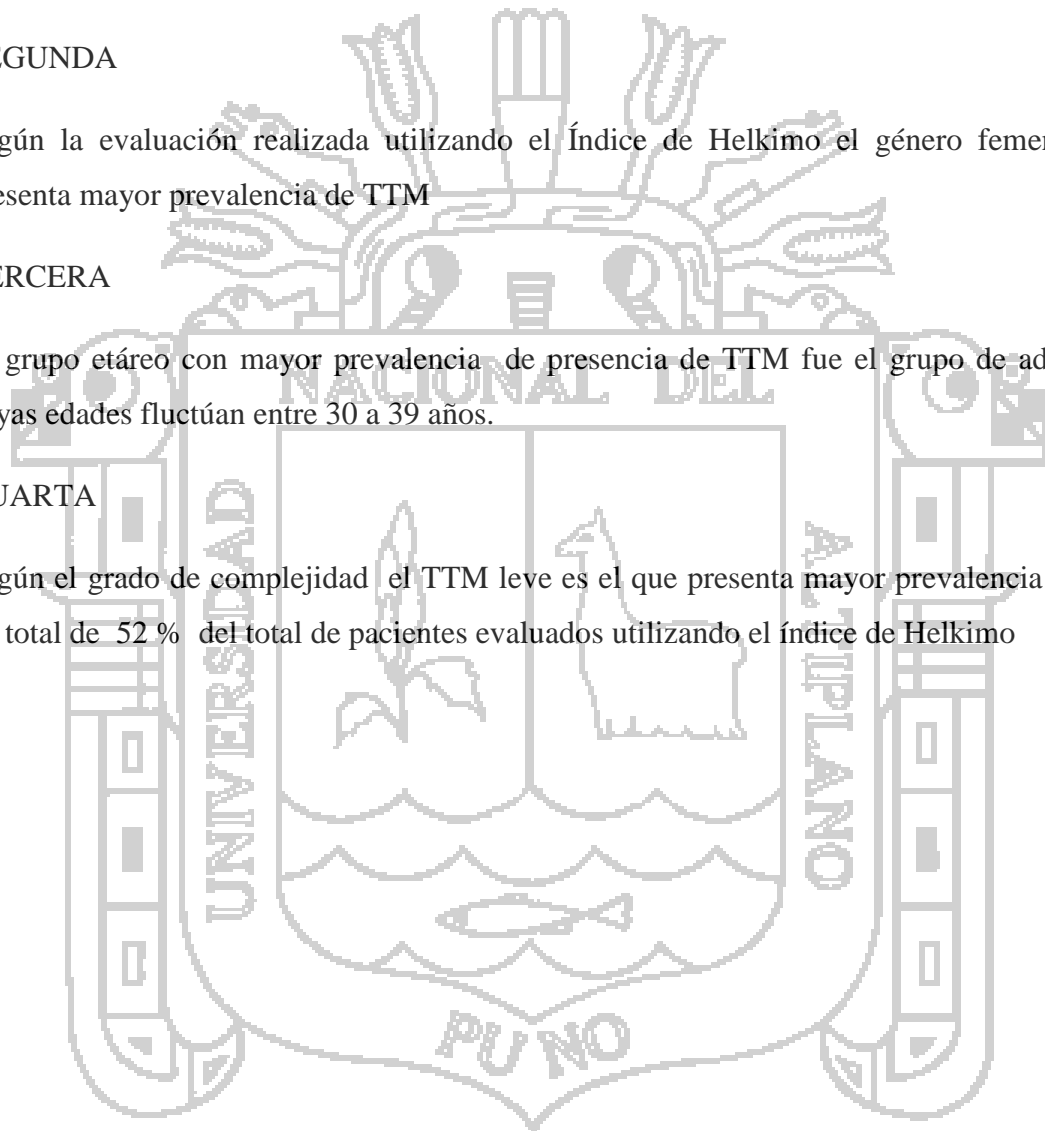 EGUNDA
gún la evaluación realizada utilizando el Índice de Helkimo el género femen
esenta mayor prevalencia de TTM
ERCERA
grupo etáreo con mayor prevalencia de presencia de TTM fue el grupo de ad
yas edades fluctúan entre 30 a 39 años.
UARTA
gún el grado de complejidad el TTM leve es el que presenta mayor prevalencia
total de 52 % del total de pacientes evaluados utilizando el índice de Helkimo
NACIONAL DEL
UNIVERSIDAD
ALTIPLANO
PUNO